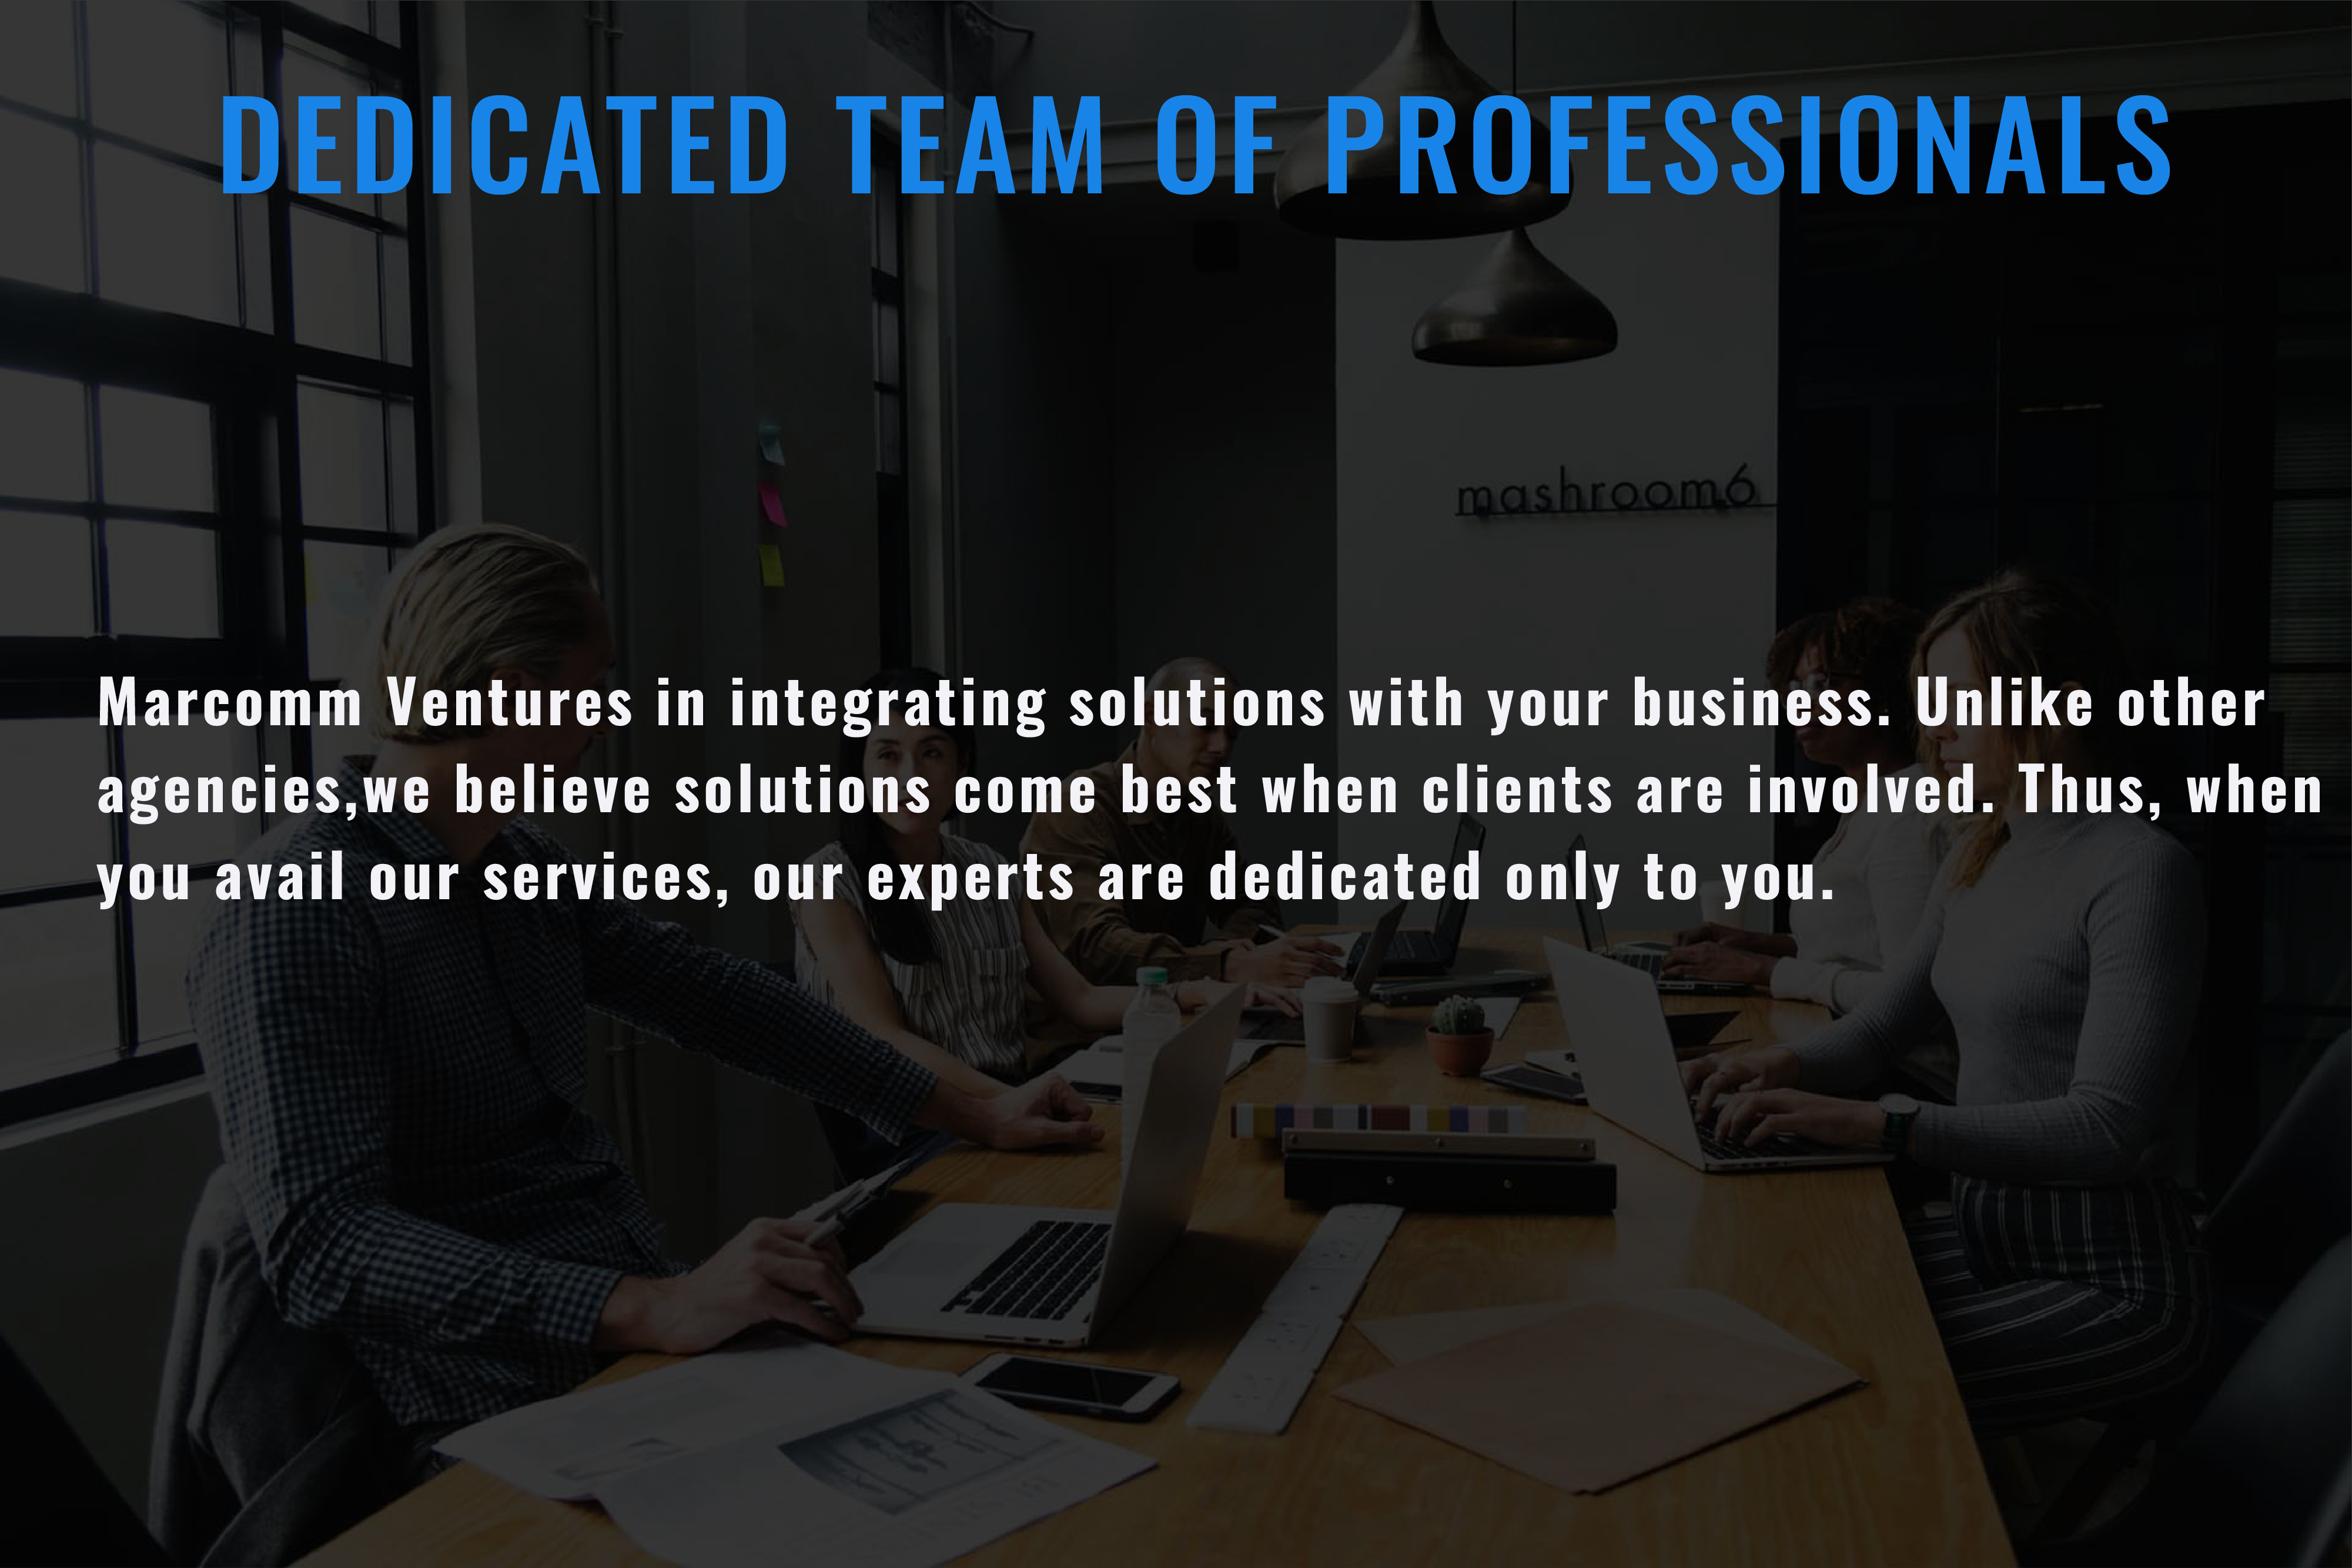 DEDICATED TEAM OF PROFESSIONALS
mashroom6
Marcomm Ventures in integrating solutions with your business. Unlike other
agencies,we believe solutions come best when clients are involved. Thus, when
you avail our services, our experts are dedicated only to you.